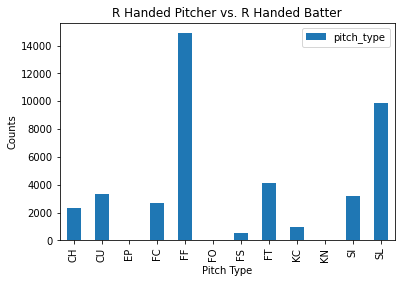 R Handed Pitcher vs. R Handed Batter
pitch_type
14000
12000
10000
8000
6000
4000
2000
0
Counts
CH CU EP FC FF FO FS FT KC KN SI SL
Pitch Type